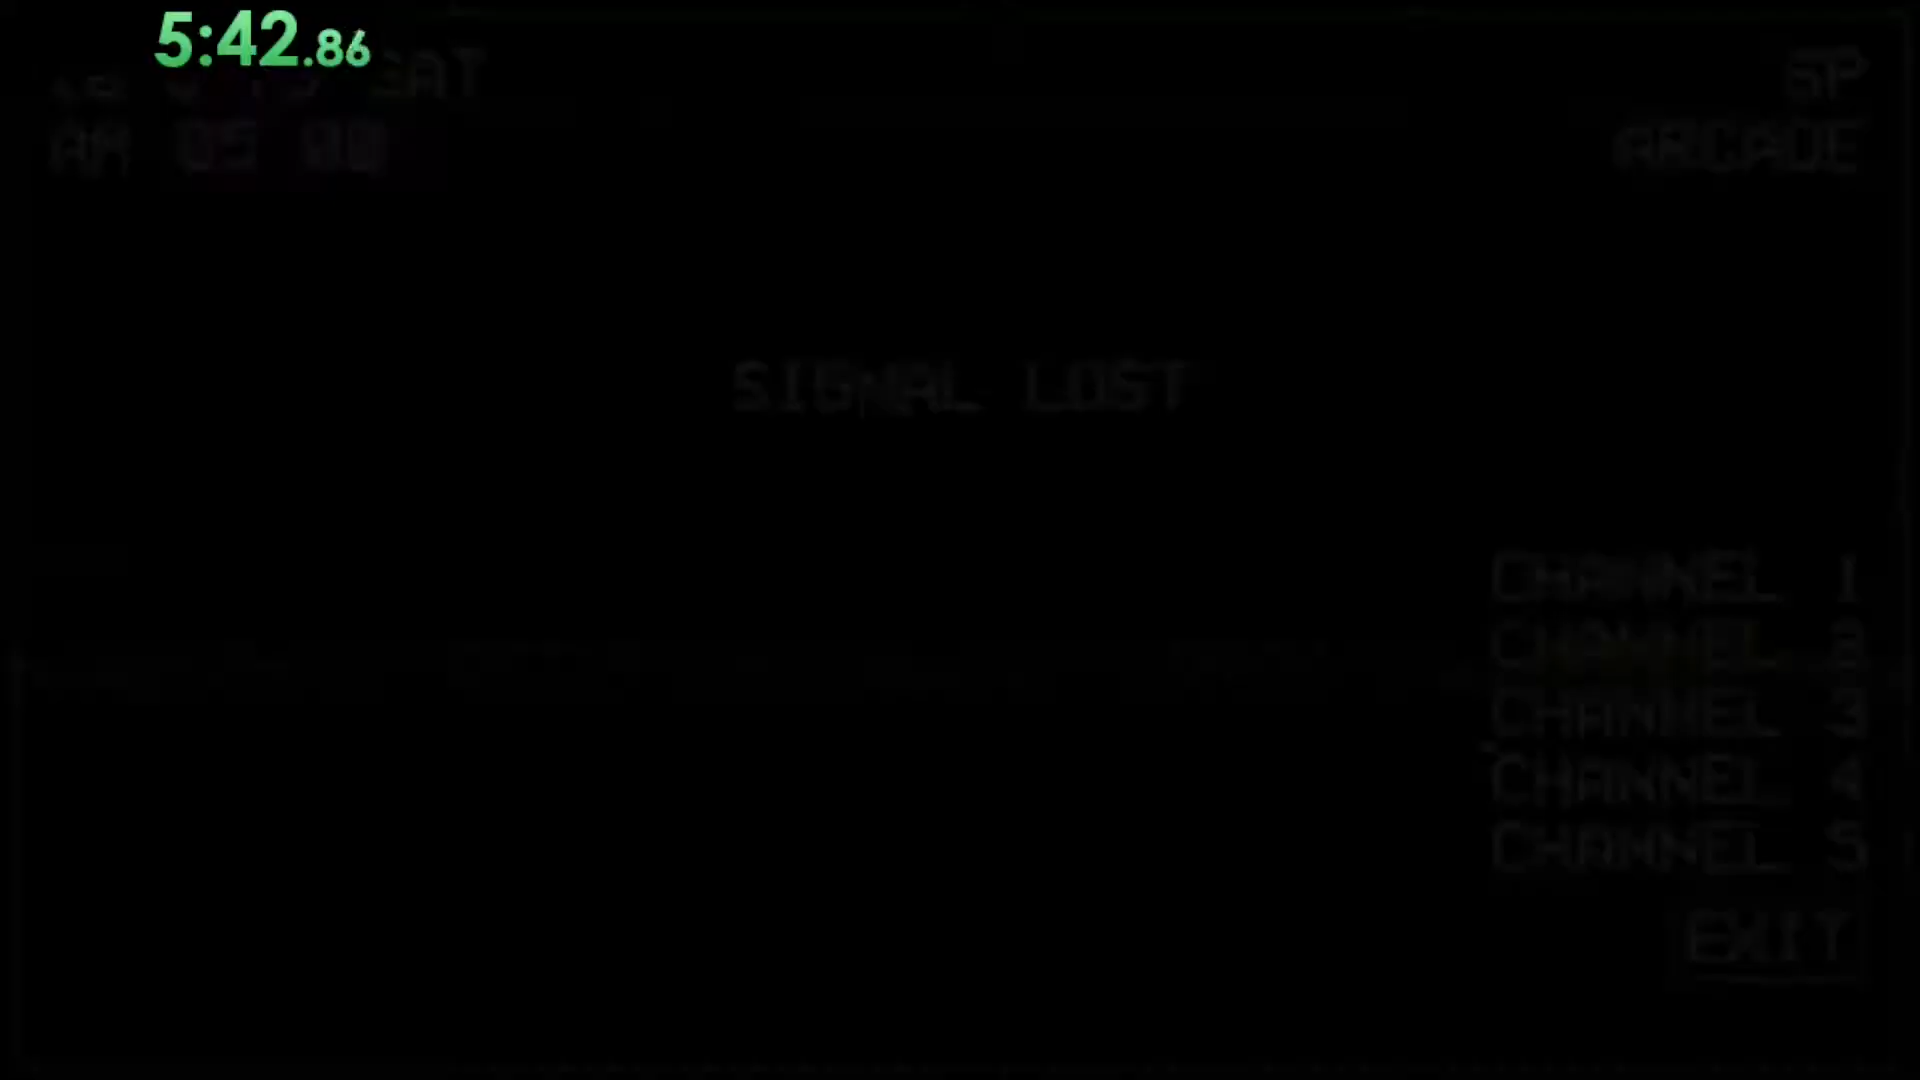 5:42.86
SAT
SP
AM 05 00
ARCADE
SIGNAL LOST
CHANNEL 1
CHANNEL 2
CHANNEL 3
CHANNEL 4
CHANNEL 5
EXIT